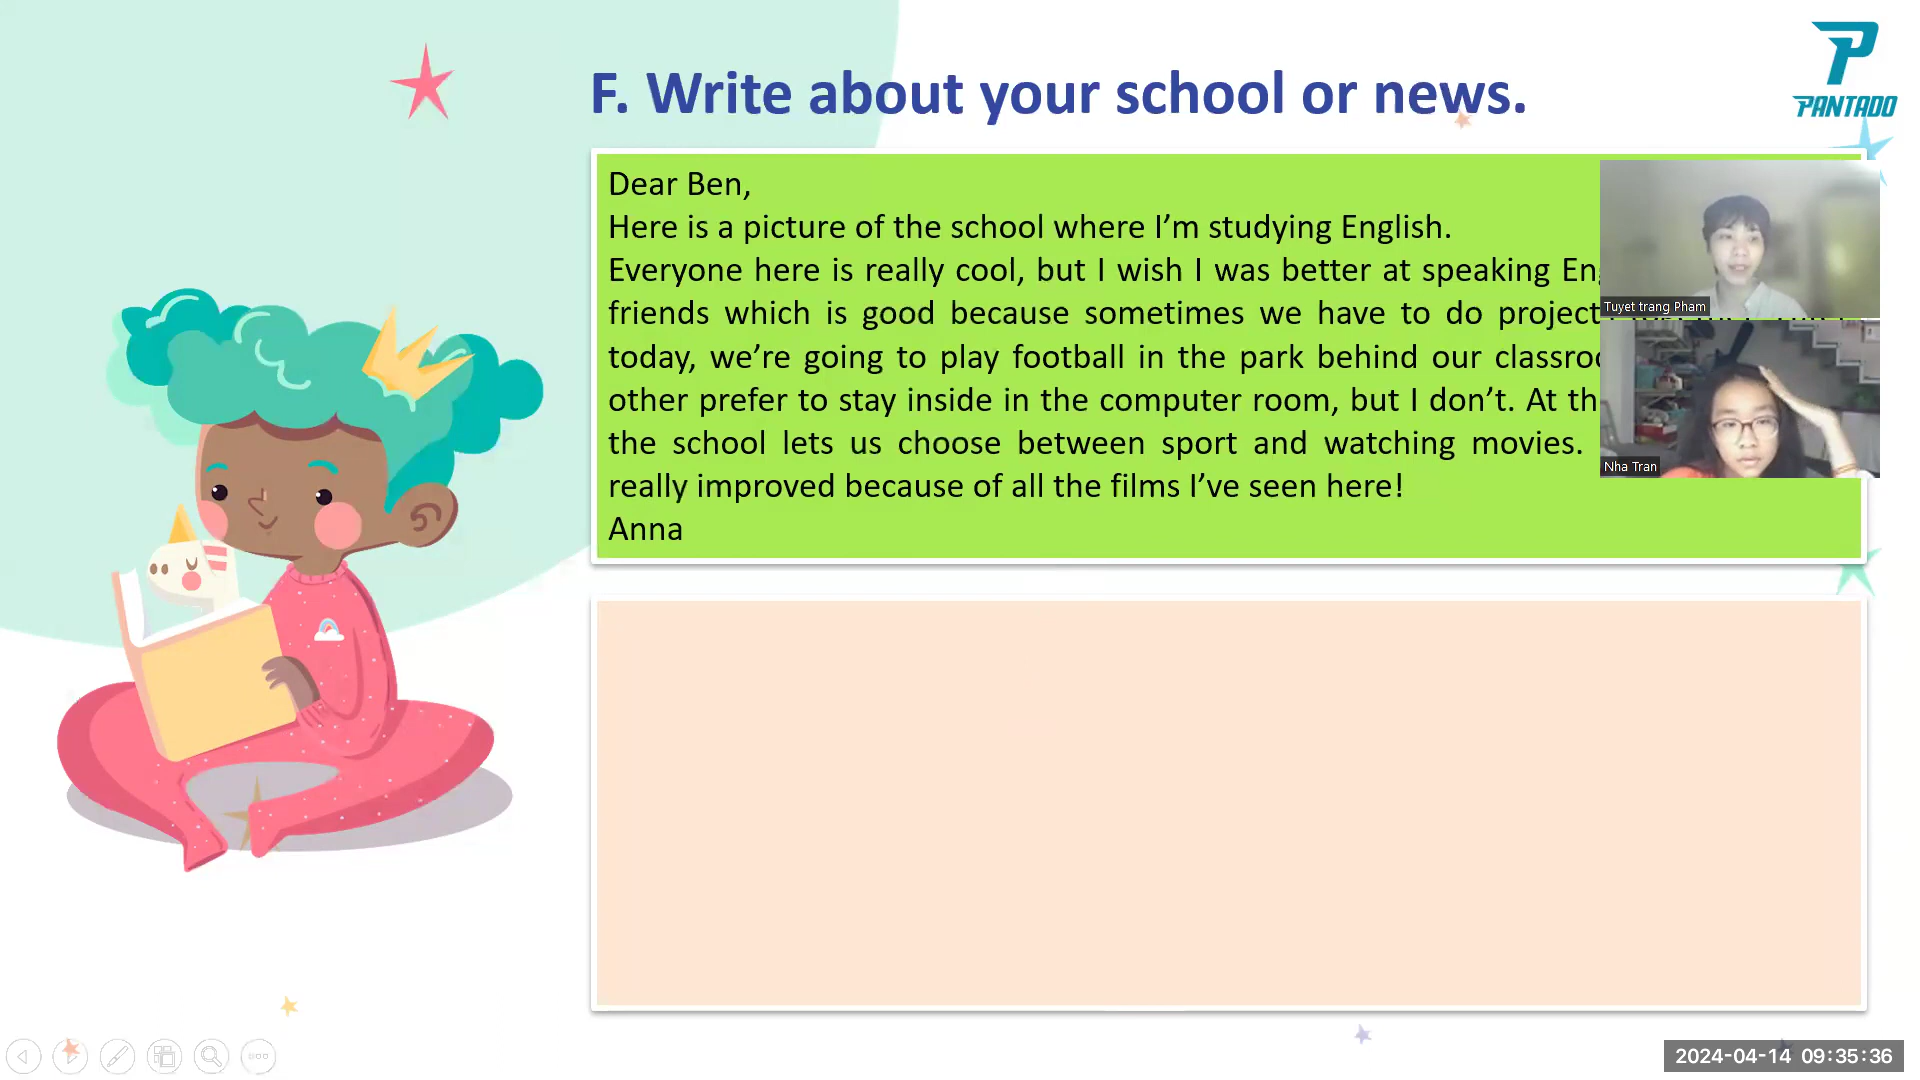 F. Write about your school or news.
PANTADO
Dear Ben,
Here is a picture of the school where I’m studying English.
Everyone here is really cool, but I wish I was better at speaking
friends which is good because sometimes we have to do
today, we’re going to play football in the park behind our
other prefer to stay inside in the computer room, but I don’t. At
the school lets us choose between sport and watching movies.
really improved because of all the films I’ve seen here!
Anna
Tuyet trang Pham
Nha Tran
2024-04-14 09:35:36